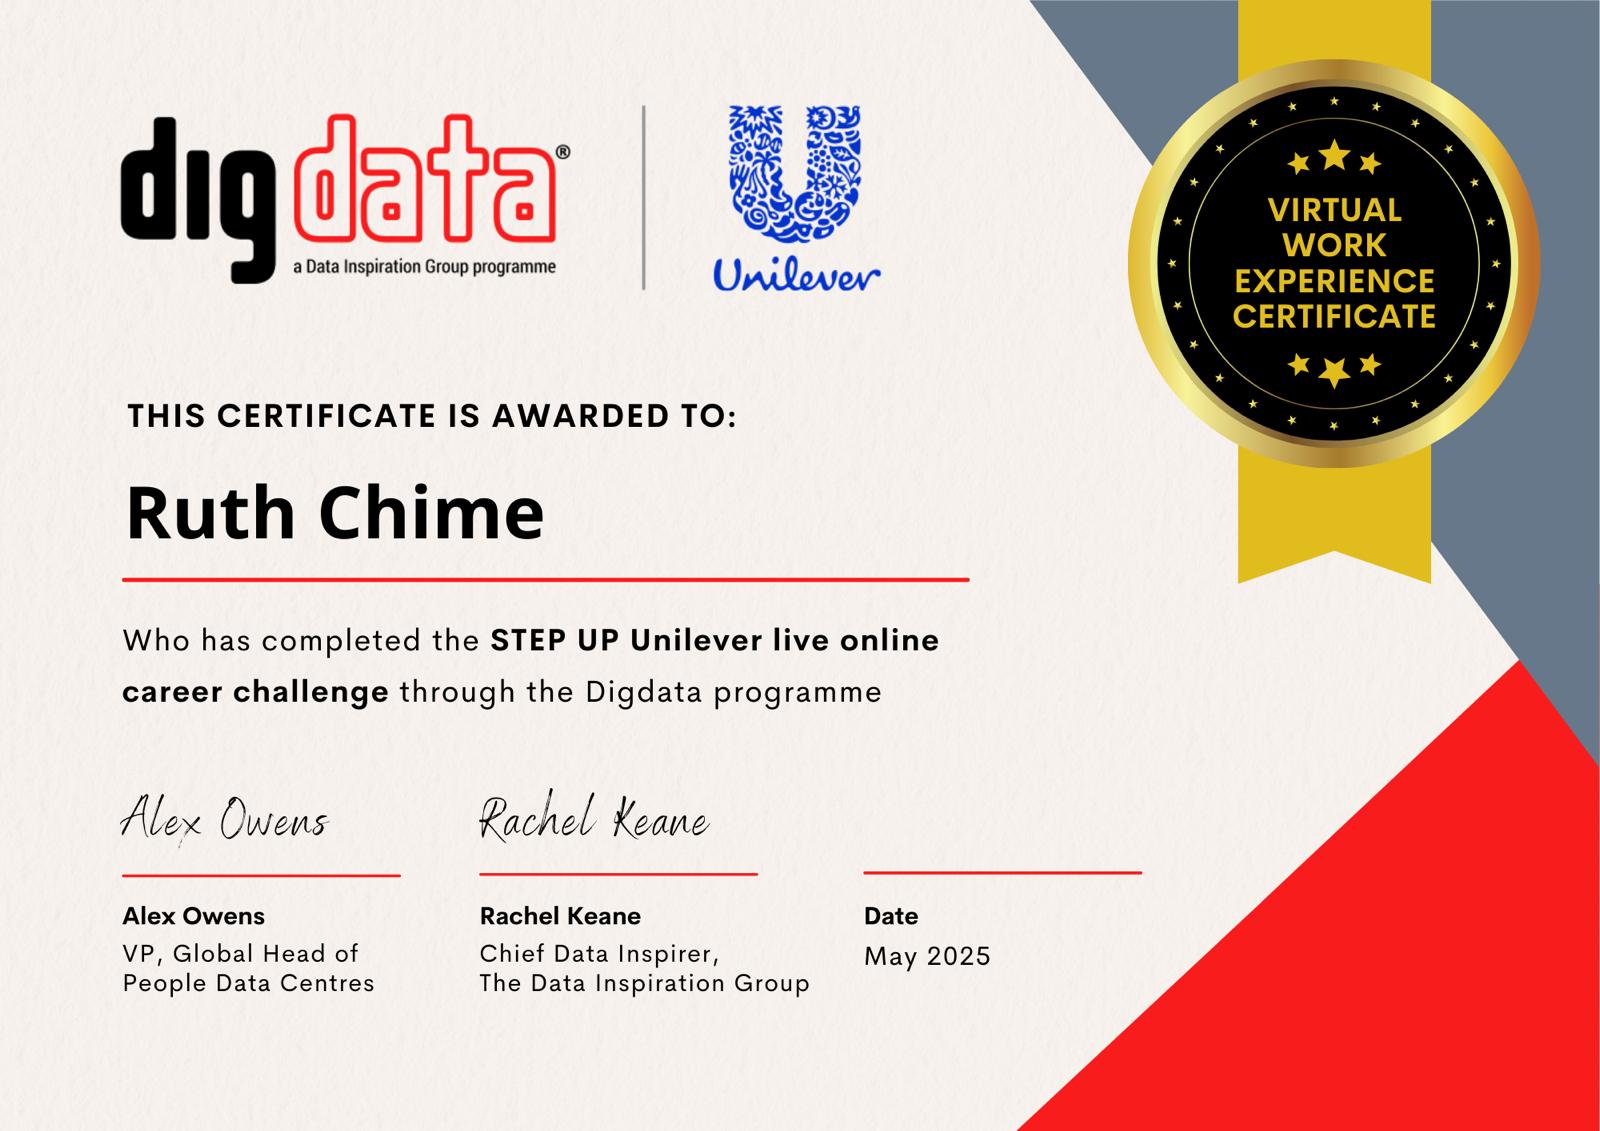 digdata®
a Data Inspiration Group programme
Unilever
VIRTUAL
WORK
EXPERIENCE
CERTIFICATE
THIS CERTIFICATE IS AWARDED TO:
Ruth Chime
Who has completed the STEP UP Unilever live online
career challenge through the Digdata programme
Alex Owens
Rachel Keane
Alex Owens
VP, Global Head of
People Data Centres
Rachel Keane
Chief Data Inspirer,
The Data Inspiration Group
Date
May 2025